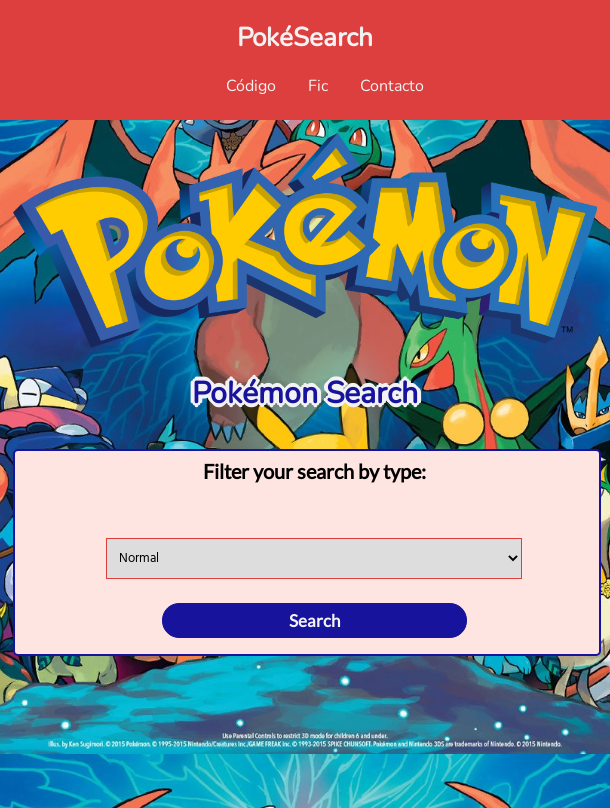 PokéSearch
Código Fic Contacto
POKéMON
TM
Pokémon Search
Filter your search by type:
Normal
Search
Use Parental Controls to restrict 3D mode for children 6 and under.
Illus. by Ken Sugimori. © 2015 Pokémon. © 1995-2015 Nintendo/Creatures Inc./GAME FREAK inc. © 1993-2015 SPIKE CHUNSOFT. Pokémon and Nintendo 3DS are trademarks of Nintendo. © 2015 Nintendo.